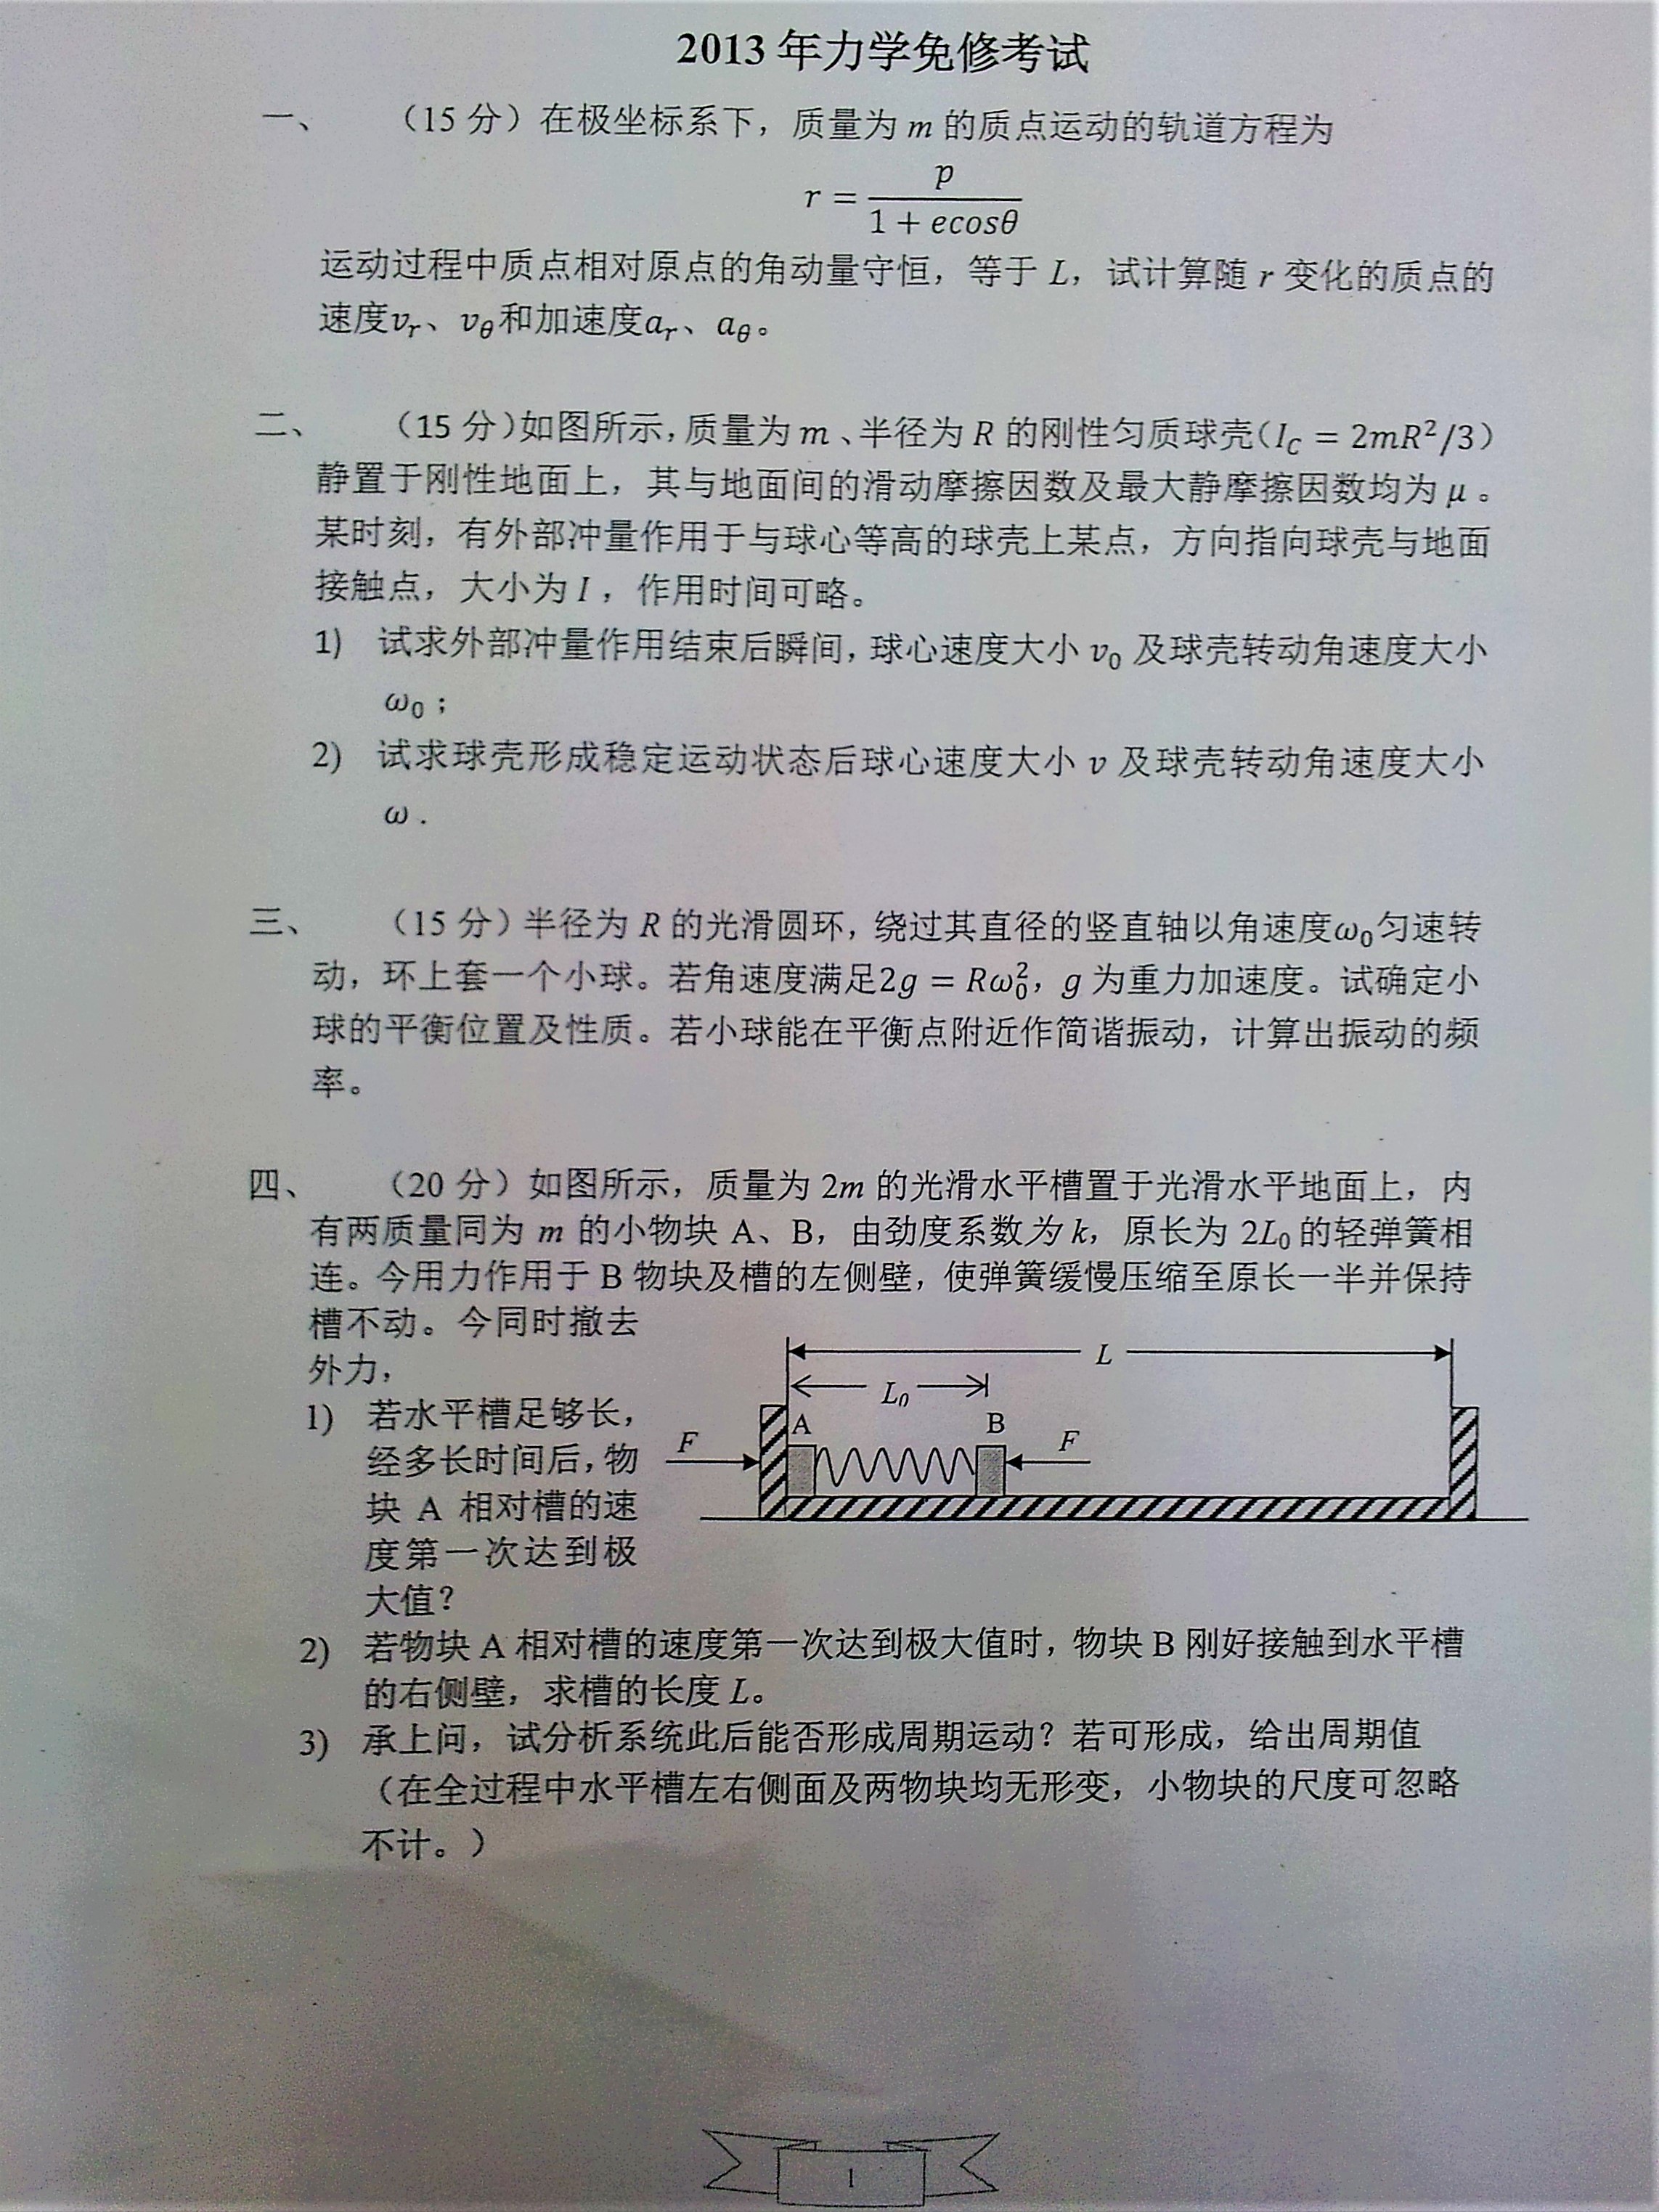 2013 年力学免修考试
一、 （15 分）在极坐标系下，质量为 m 的质点运动的轨道方程为
r = p / (1 + ecosθ)
运动过程中质点相对原点的角动量守恒，等于 L，试计算随 r 变化的质点的
速度vᵣ、v_θ和加速度aᵣ、a_θ。
二、 （15 分）如图所示，质量为 m、半径为 R 的刚性匀质球壳（I_C = 2mR²/3）
静置于刚性地面上，其与地面间的滑动摩擦因数及最大静摩擦因数均为 μ。
某时刻，有外部冲量作用于与球心等高的球壳上某点，方向指向球壳与地面
接触点，大小为 I，作用时间可略。
1) 试求外部冲量作用结束后瞬间，球心速度大小 v₀ 及球壳转动角速度大小
ω₀；
2) 试求球壳形成稳定运动状态后球心速度大小 v 及球壳转动角速度大小
ω .
三、 （15 分）半径为 R 的光滑圆环，绕过其直径的竖直轴以角速度ω₀匀速转
动，环上套一个小球。若角速度满足2g = Rω₀²，g 为重力加速度。试确定小
球的平衡位置及性质。若小球能在平衡点附近作简谐振动，计算出振动的频
率。
四、 （20 分）如图所示，质量为 2m 的光滑水平槽置于光滑水平地面上，内
有两质量同为 m 的小物块 A、B，由劲度系数为 k，原长为 2L₀ 的轻弹簧相
连。今用力作用于 B 物块及槽的左侧壁，使弹簧缓慢压缩至原长一半并保持
槽不动。今同时撤去
外力，
1) 若水平槽足够长，
经多长时间后，物
块 A 相对槽的速
度第一次达到极
大值？
L
L₀
A B
F F
2) 若物块 A 相对槽的速度第一次达到极大值时，物块 B 刚好接触到水平槽
的右侧壁，求槽的长度 L。
3) 承上问，试分析系统此后能否形成周期运动？若可形成，给出周期值
（在全过程中水平槽左右侧面及两物块均无形变，小物块的尺度可忽略
不计。）
1